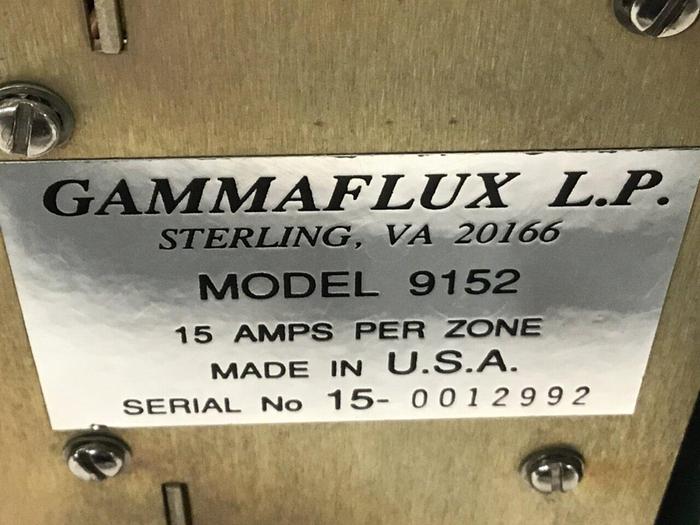 GAMMAFLUX L.P.
STERLING, VA 20166
MODEL 9152
15 AMPS PER ZONE
MADE IN U.S.A.
SERIAL No 15- 0012992